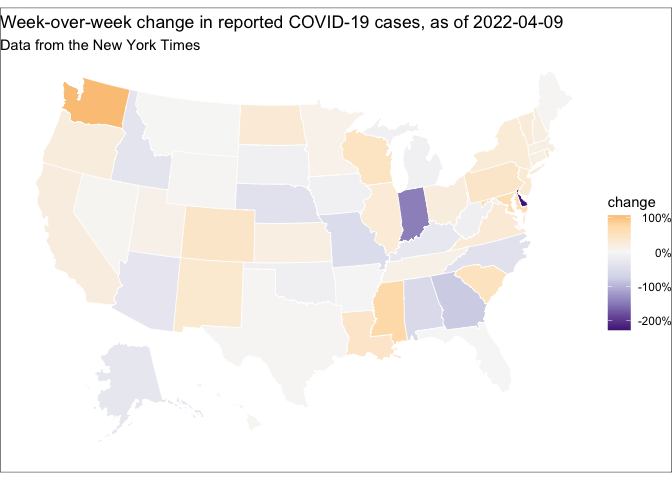 Week-over-week change in reported COVID-19 cases, as of 2022-04-09
Data from the New York Times
change
100%
0%
-100%
-200%